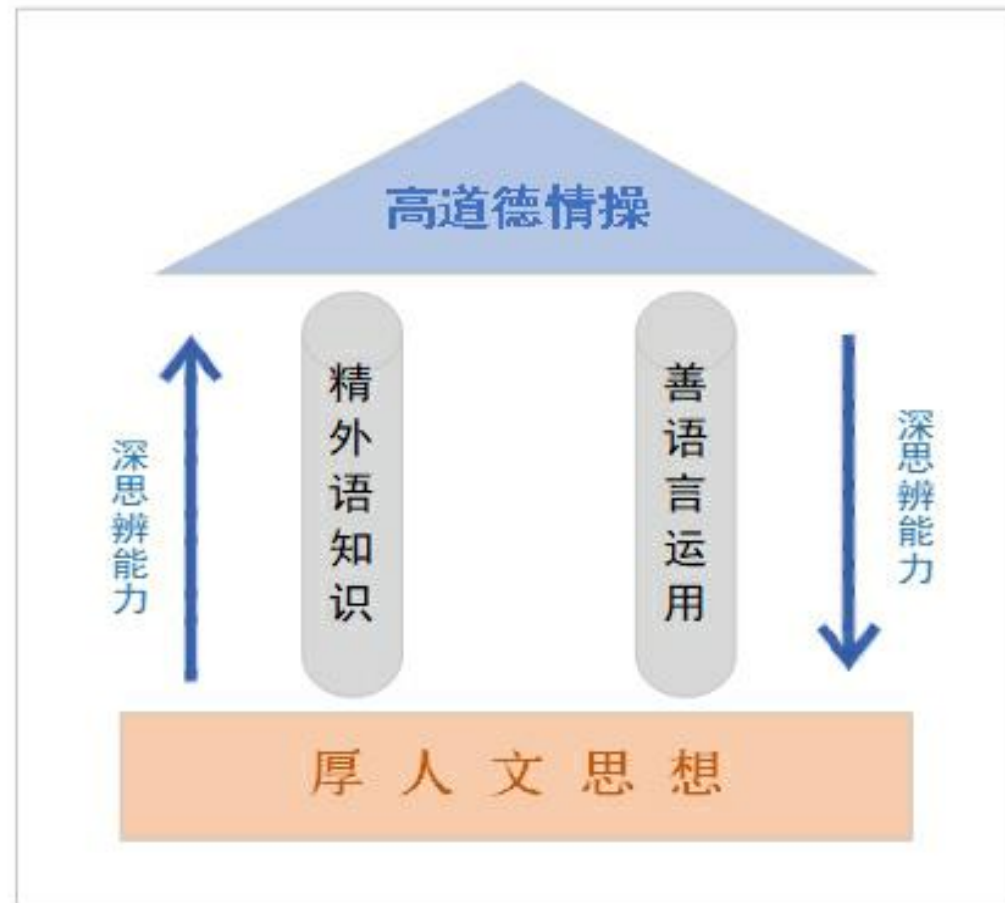 高道德情操
深思辨能力
精外语知识
善语言运用
深思辨能力
厚人文思想